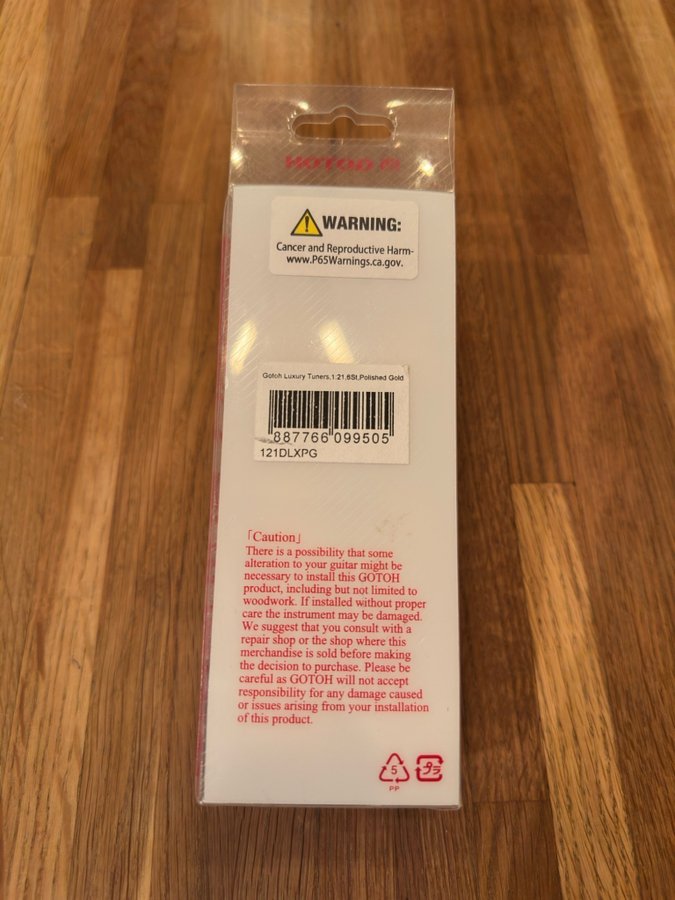 GOTOH
WARNING:
Cancer and Reproductive Harm-
www.P65Warnings.ca.gov.
Gotoh Luxury Tuners,1:21,6St,Polished Gold
887766 099505
121DLXPG
「Caution」
There is a possibility that some
alteration to your guitar might be
necessary to install this GOTOH
product, including but not limited to
woodwork. If installed without proper
care the instrument may be damaged.
We suggest that you consult with a
repair shop or the shop where this
merchandise is sold before making
the decision to purchase. Please be
careful as GOTOH will not accept
responsibility for any damage caused
or issues arising from your installation
of this product.
5 プラ
PP